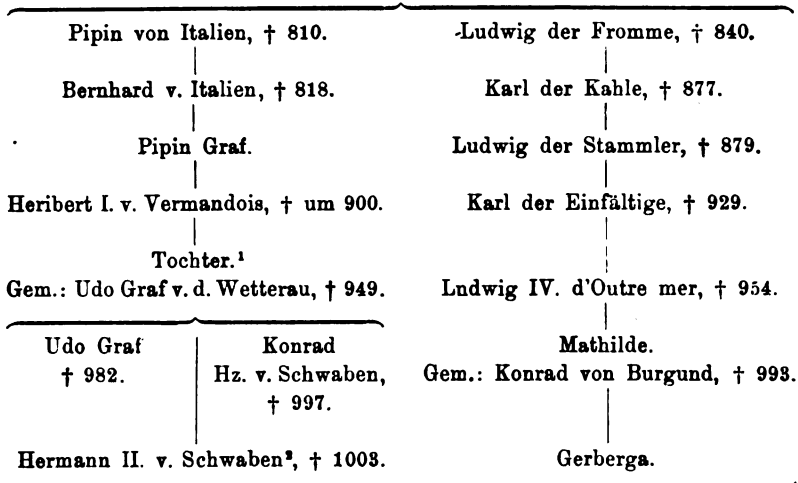 Pipin von Italien, † 810.
Bernhard v. Italien, † 818.
Pipin Graf.
Heribert I. v. Vermandois, † um 900.
Tochter.¹
Gem.: Udo Graf v. d. Wetterau, † 949.
Udo Graf
† 982.
Konrad
Hz. v. Schwaben,
† 997.
Hermann II. v. Schwaben², † 1003.
Ludwig der Fromme, † 840.
Karl der Kahle, † 877.
Ludwig der Stammler, † 879.
Karl der Einfältige, † 929.
Lndwig IV. d'Outre mer, † 954.
Mathilde.
Gem.: Konrad von Burgund, † 993.
Gerberga.